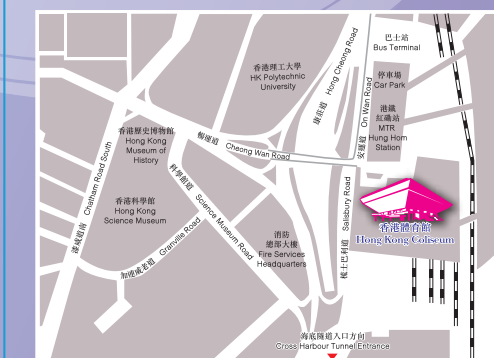 巴士站
Bus Terminal
香港理工大學
HK Polytechnic
University
康莊道 Hong Chong Road
停車場
Car Park
港鐵
紅磡站
MTR
Hung Hom
Station
安運道 On Wan Road
香港歷史博物館
Hong Kong
Museum of
History
暢運道 Cheong Wan Road
漆咸道南 Chatham Road South
科學館道 Science Museum Road
香港科學館
Hong Kong
Science Museum
加連威老道 Granville Road
消防
總部大樓
Fire Services
Headquarters
梳士巴利道 Salisbury Road
香港體育館
Hong Kong Coliseum
海底隧道入口方向
Cross Harbour Tunnel Entrance